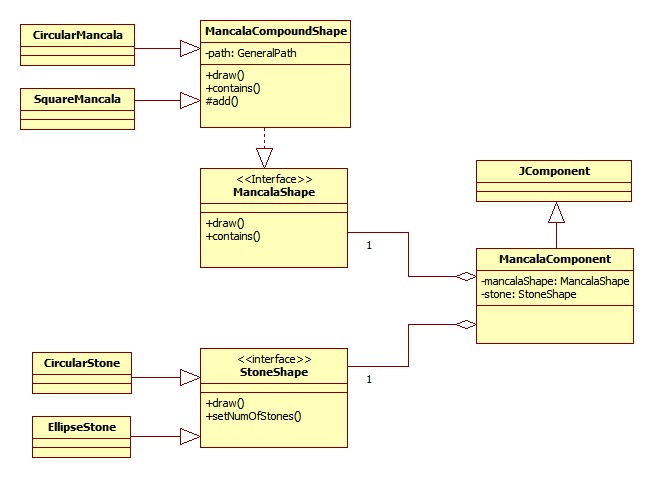 CircularMancala
SquareMancala
MancalaCompoundShape
-path: GeneralPath
+draw()
+contains()
#add()
<<Interface>>
MancalaShape
+draw()
+contains()
1
JComponent
MancalaComponent
-mancalaShape: MancalaShape
-stone: StoneShape
CircularStone
EllipseStone
<<interface>>
StoneShape
+draw()
+setNumOfStones()
1